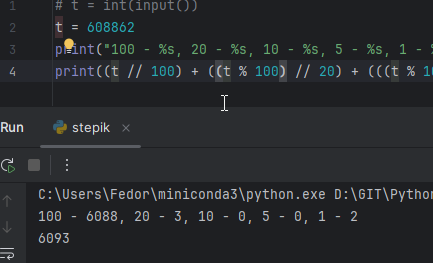 1 # t = int(input())
2 t = 608862
3 print("100 - %s, 20 - %s, 10 - %s, 5 - %s, 1 - %
4 print((t // 100) + ((t % 100) // 20) + (((t % 10
Run stepik ×
C:\Users\Fedor\miniconda3\python.exe D:\GIT\Python
100 - 6088, 20 - 3, 10 - 0, 5 - 0, 1 - 2
6093